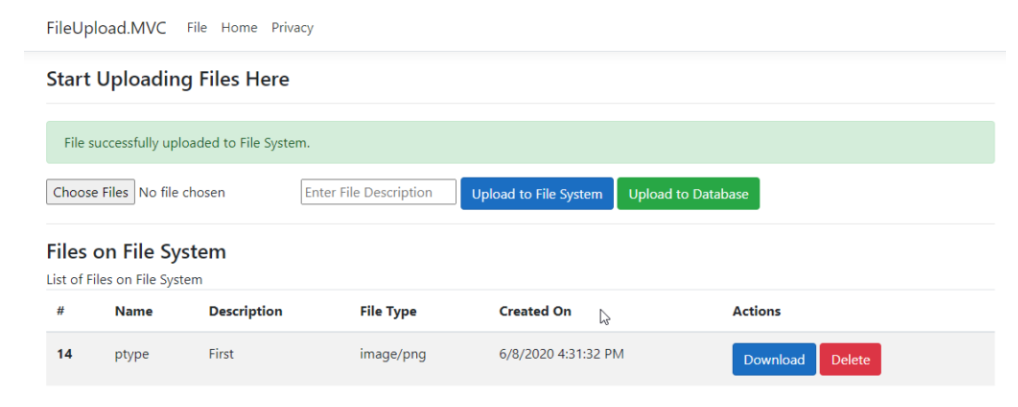 FileUpload.MVC File Home Privacy
Start Uploading Files Here
File successfully uploaded to File System.
Choose Files No file chosen Enter File Description Upload to File System Upload to Database
Files on File System
List of Files on File System
# Name Description File Type Created On Actions
14 ptype First image/png 6/8/2020 4:31:32 PM Download Delete